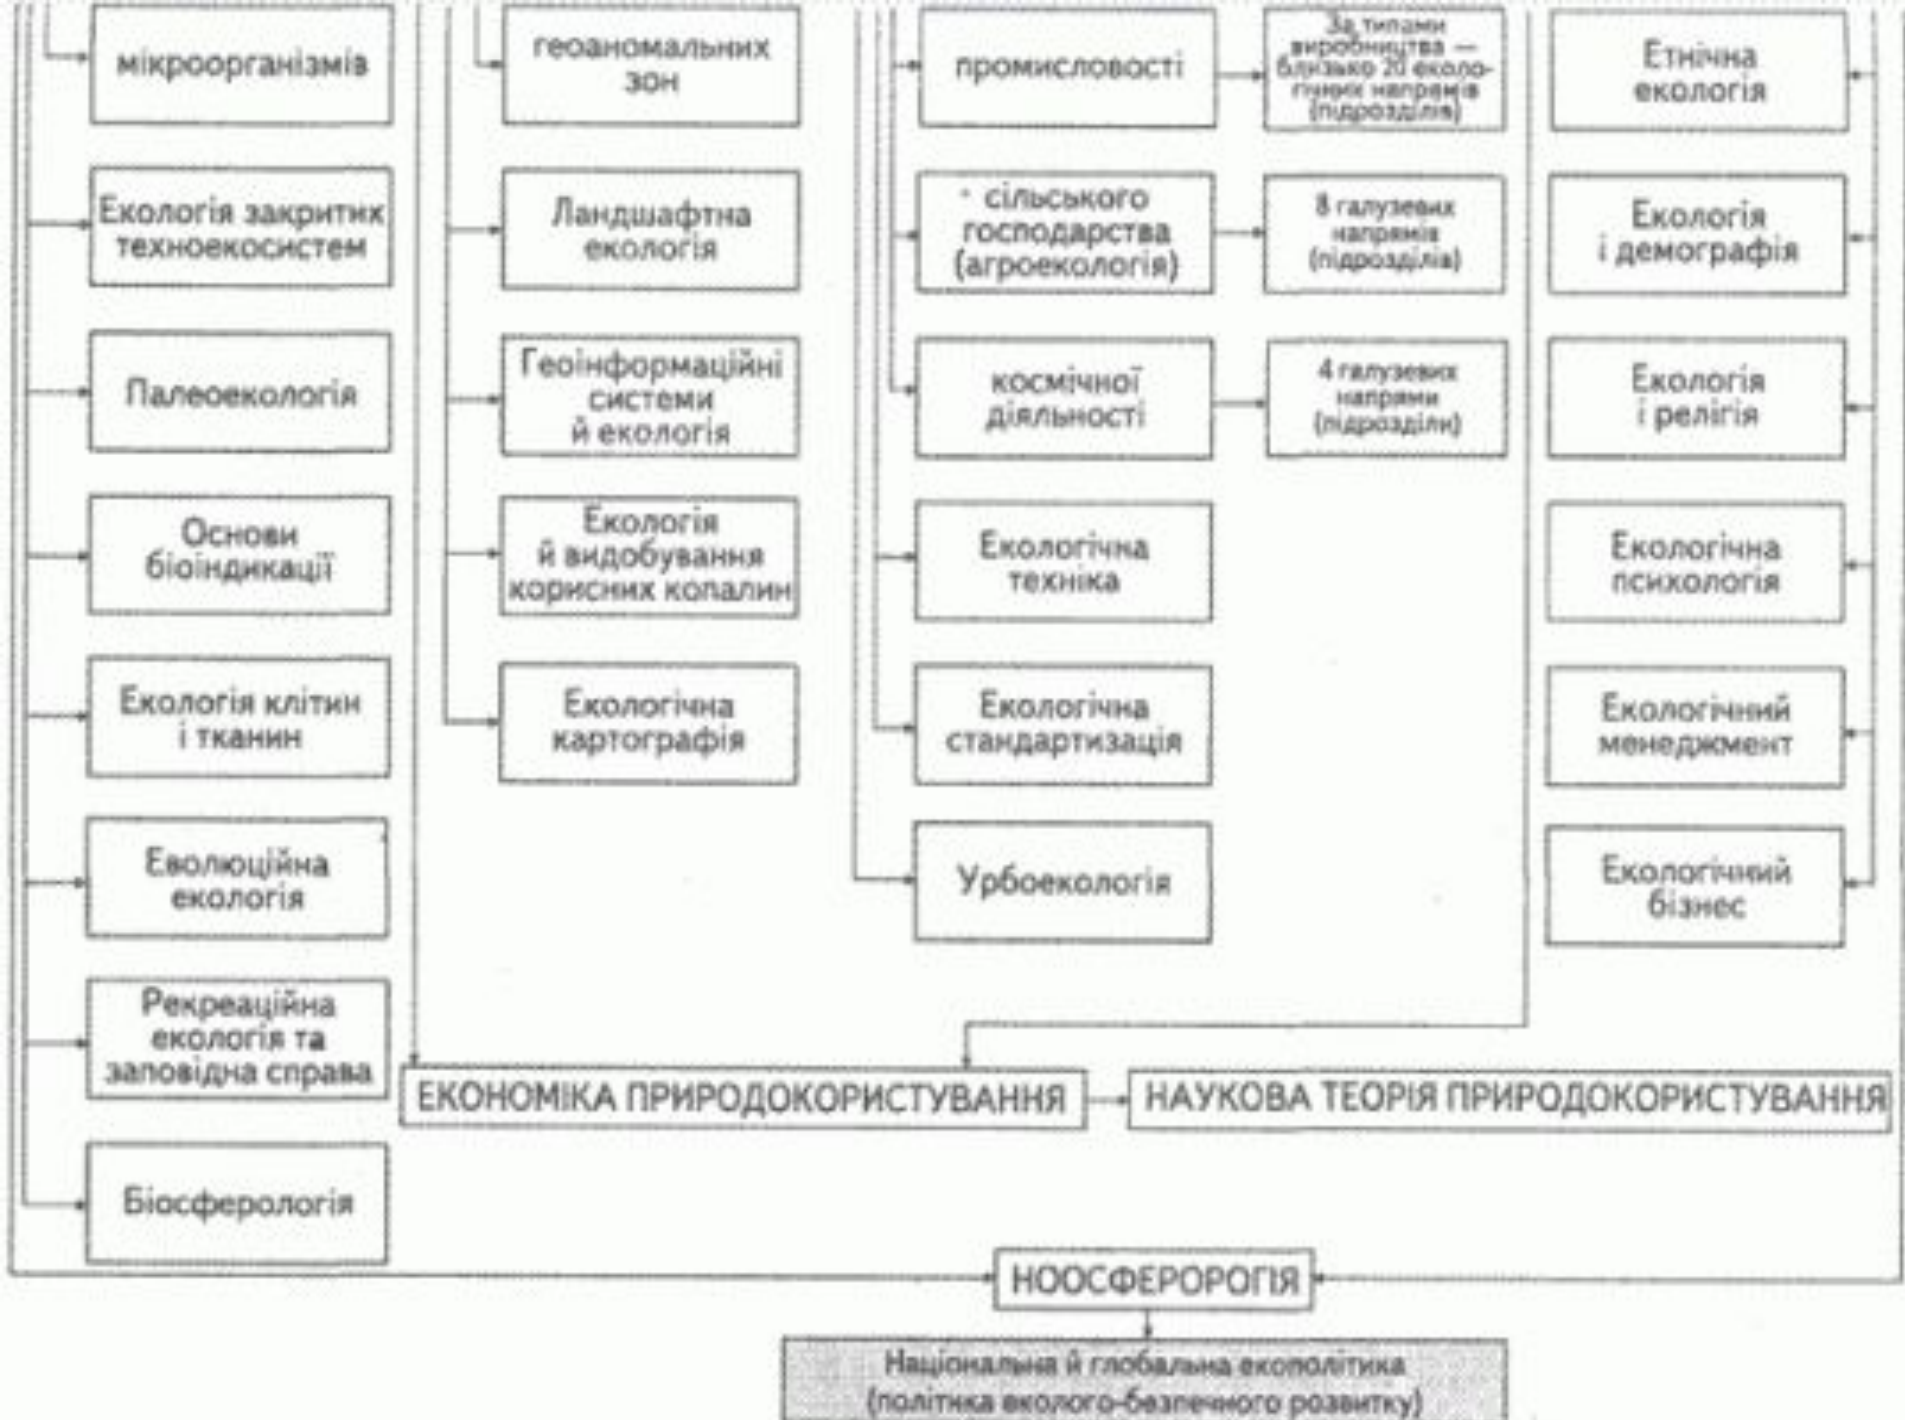 мікроорганізмів
Екологія закритих
техноекосистем
Палеоекологія
Основи
біоіндикації
Екологія клітин
і тканин
Еволюційна
екологія
Рекреаційна
екологія та
заповідна справа
Біосферологія
геоаномальних
зон
Ландшафтна
екологія
Геоінформаційні
системи
й екологія
Екологія
й видобування
корисних копалин
Екологічна
картографія
промисловості
сільського
господарства
(агроекологія)
космічної
діяльності
Екологічна
техніка
Екологічна
стандартизація
Урбоекологія
За типами
виробництва —
близько 20 еколо-
гічних напрямів
(підрозділів)
8 галузевих
напрямів
(підрозділів)
4 галузевих
напрями
(підрозділи)
Етнічна
екологія
Екологія
і демографія
Екологія
і релігія
Екологічна
психологія
Екологічний
менеджмент
Екологічний
бізнес
ЕКОНОМІКА ПРИРОДОКОРИСТУВАННЯ
НАУКОВА ТЕОРІЯ ПРИРОДОКОРИСТУВАННЯ
НООСФЕРОРОГІЯ
Національна й глобальна екополітика
(політика еколого-безпечного розвитку)